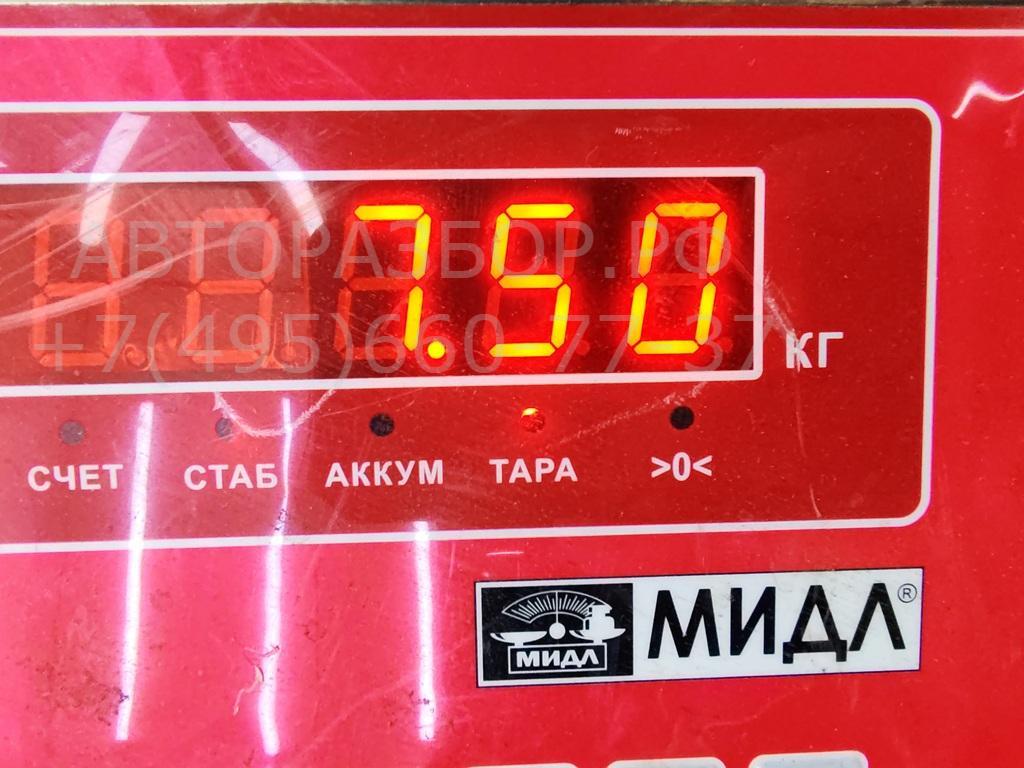 7.50
КГ
АВТОРАЗБОР.РФ
+7(495)660-77-37
СЧЕТ СТАБ АККУМ ТАРА >0<
МИДЛ
МИДЛ®